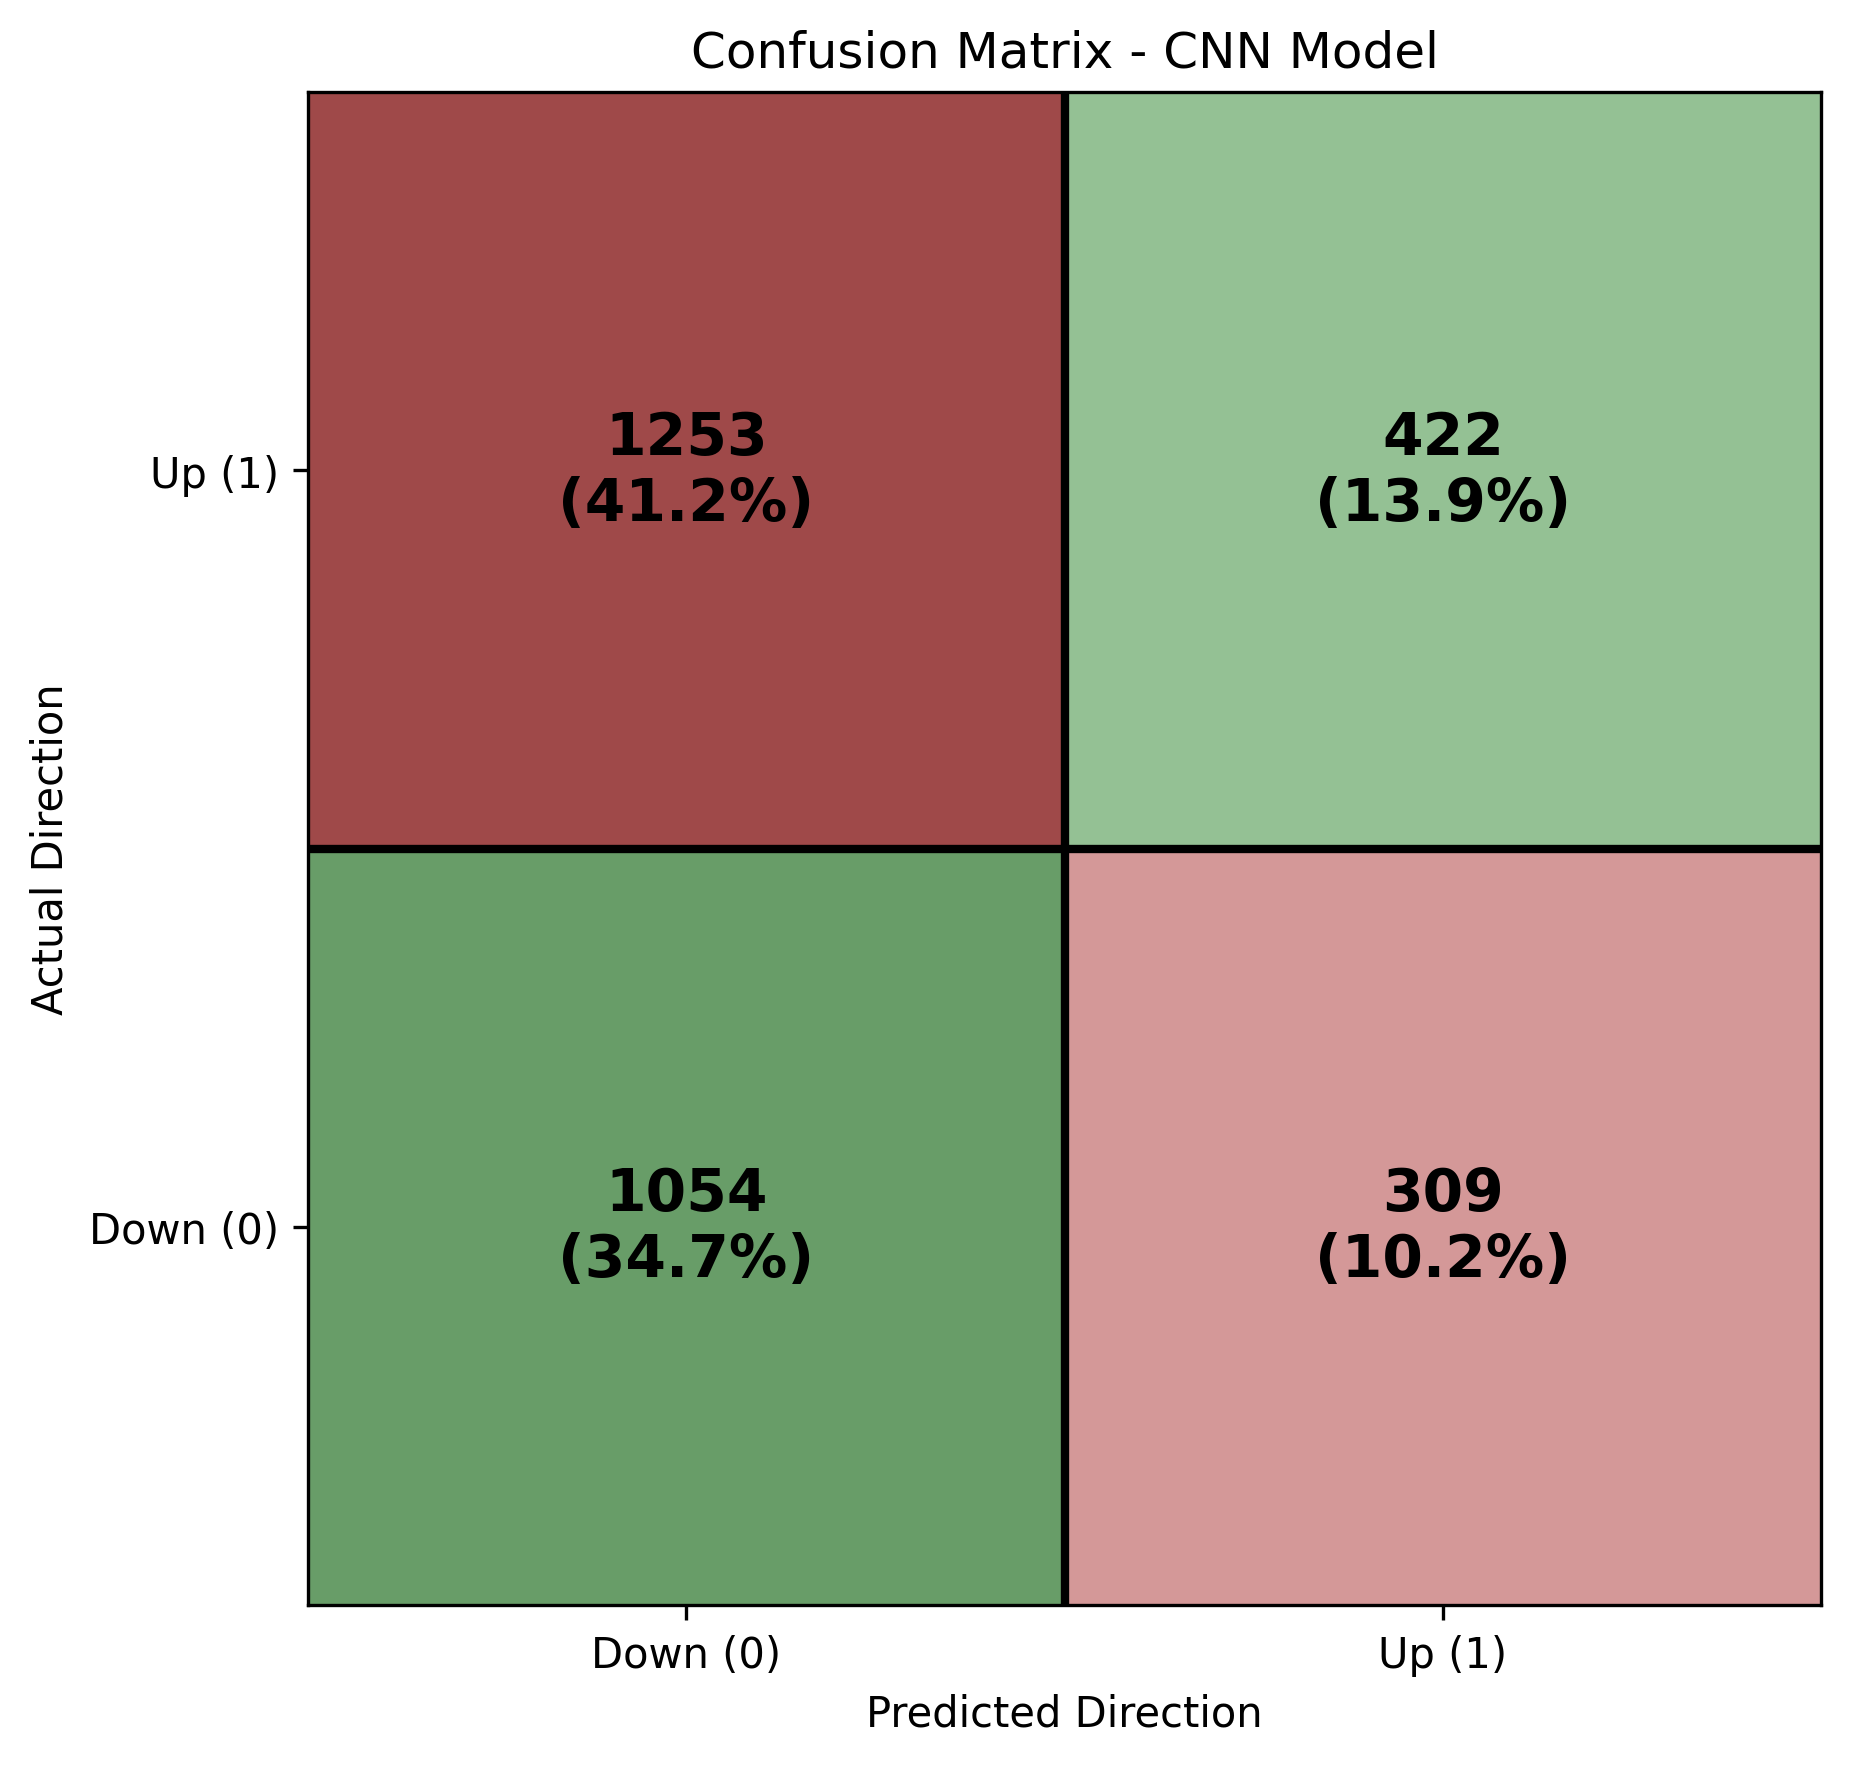 Confusion Matrix - CNN Model
Actual Direction
Up (1)
1253
(41.2%)
422
(13.9%)
Down (0)
1054
(34.7%)
309
(10.2%)
Down (0)
Up (1)
Predicted Direction